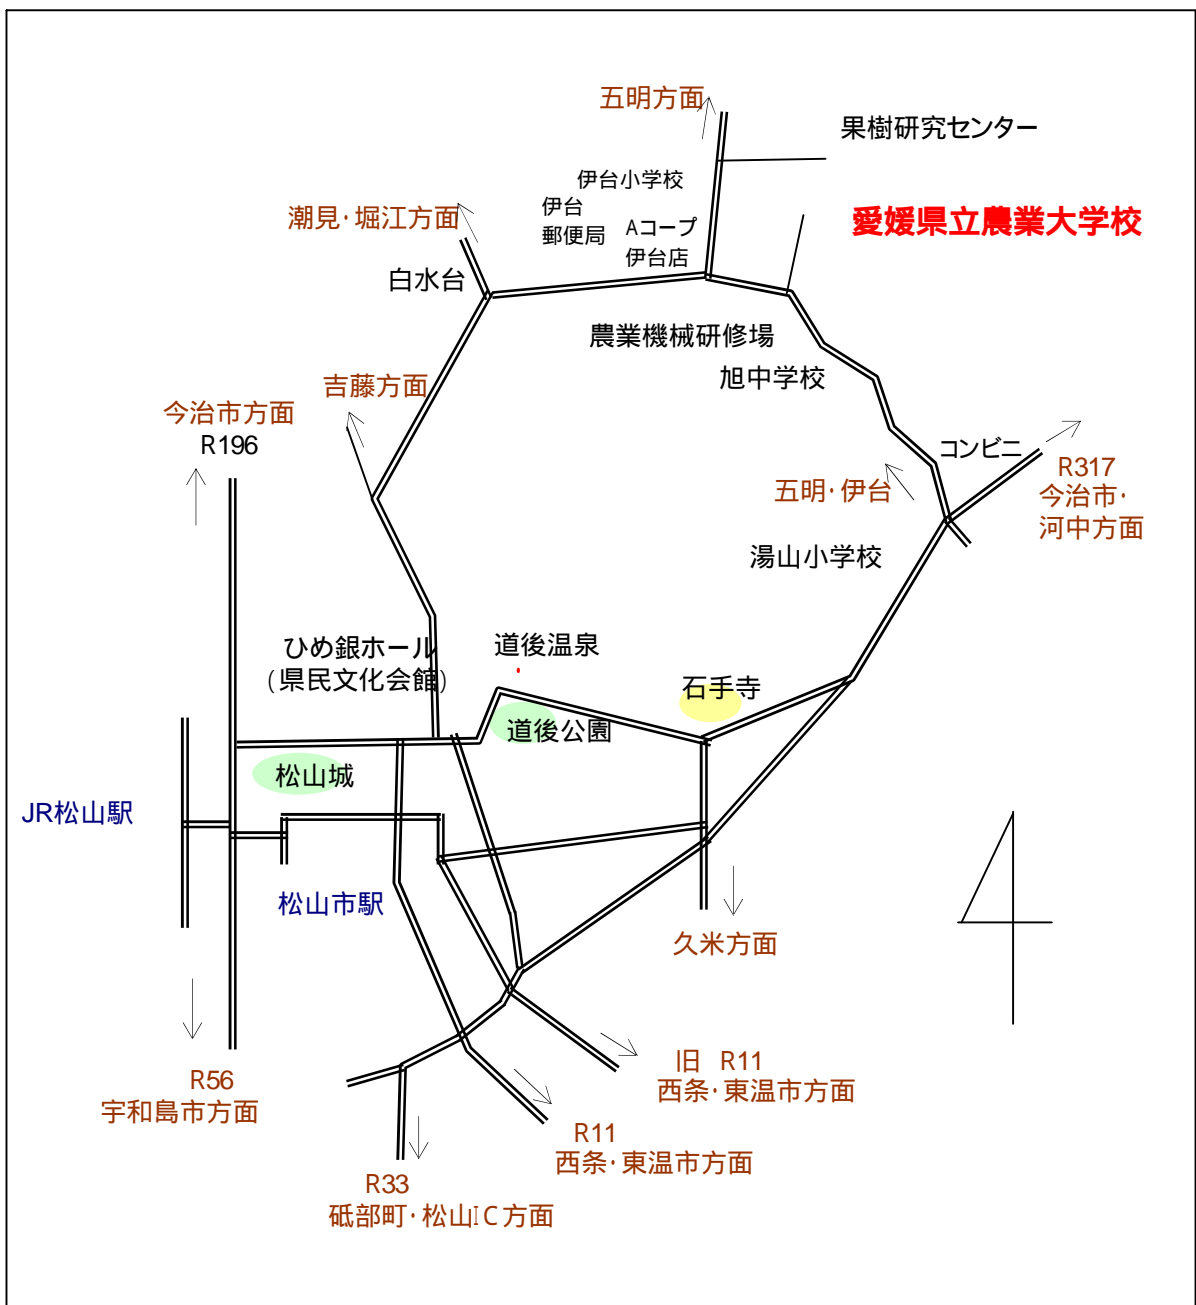 五明方面
果樹研究センター
伊台小学校
伊台
郵便局
Aコープ
伊台店
愛媛県立農業大学校
潮見・堀江方面
白水台
農業機械研修場
旭中学校
吉藤方面
今治市方面
R196
コンビニ
R317
今治市・
河中方面
五明・伊台
湯山小学校
ひめ銀ホール
(県民文化会館)
道後温泉
石手寺
道後公園
松山城
JR松山駅
松山市駅
久米方面
旧 R11
西条・東温市方面
R56
宇和島市方面
R11
西条・東温市方面
R33
砥部町・松山IC方面